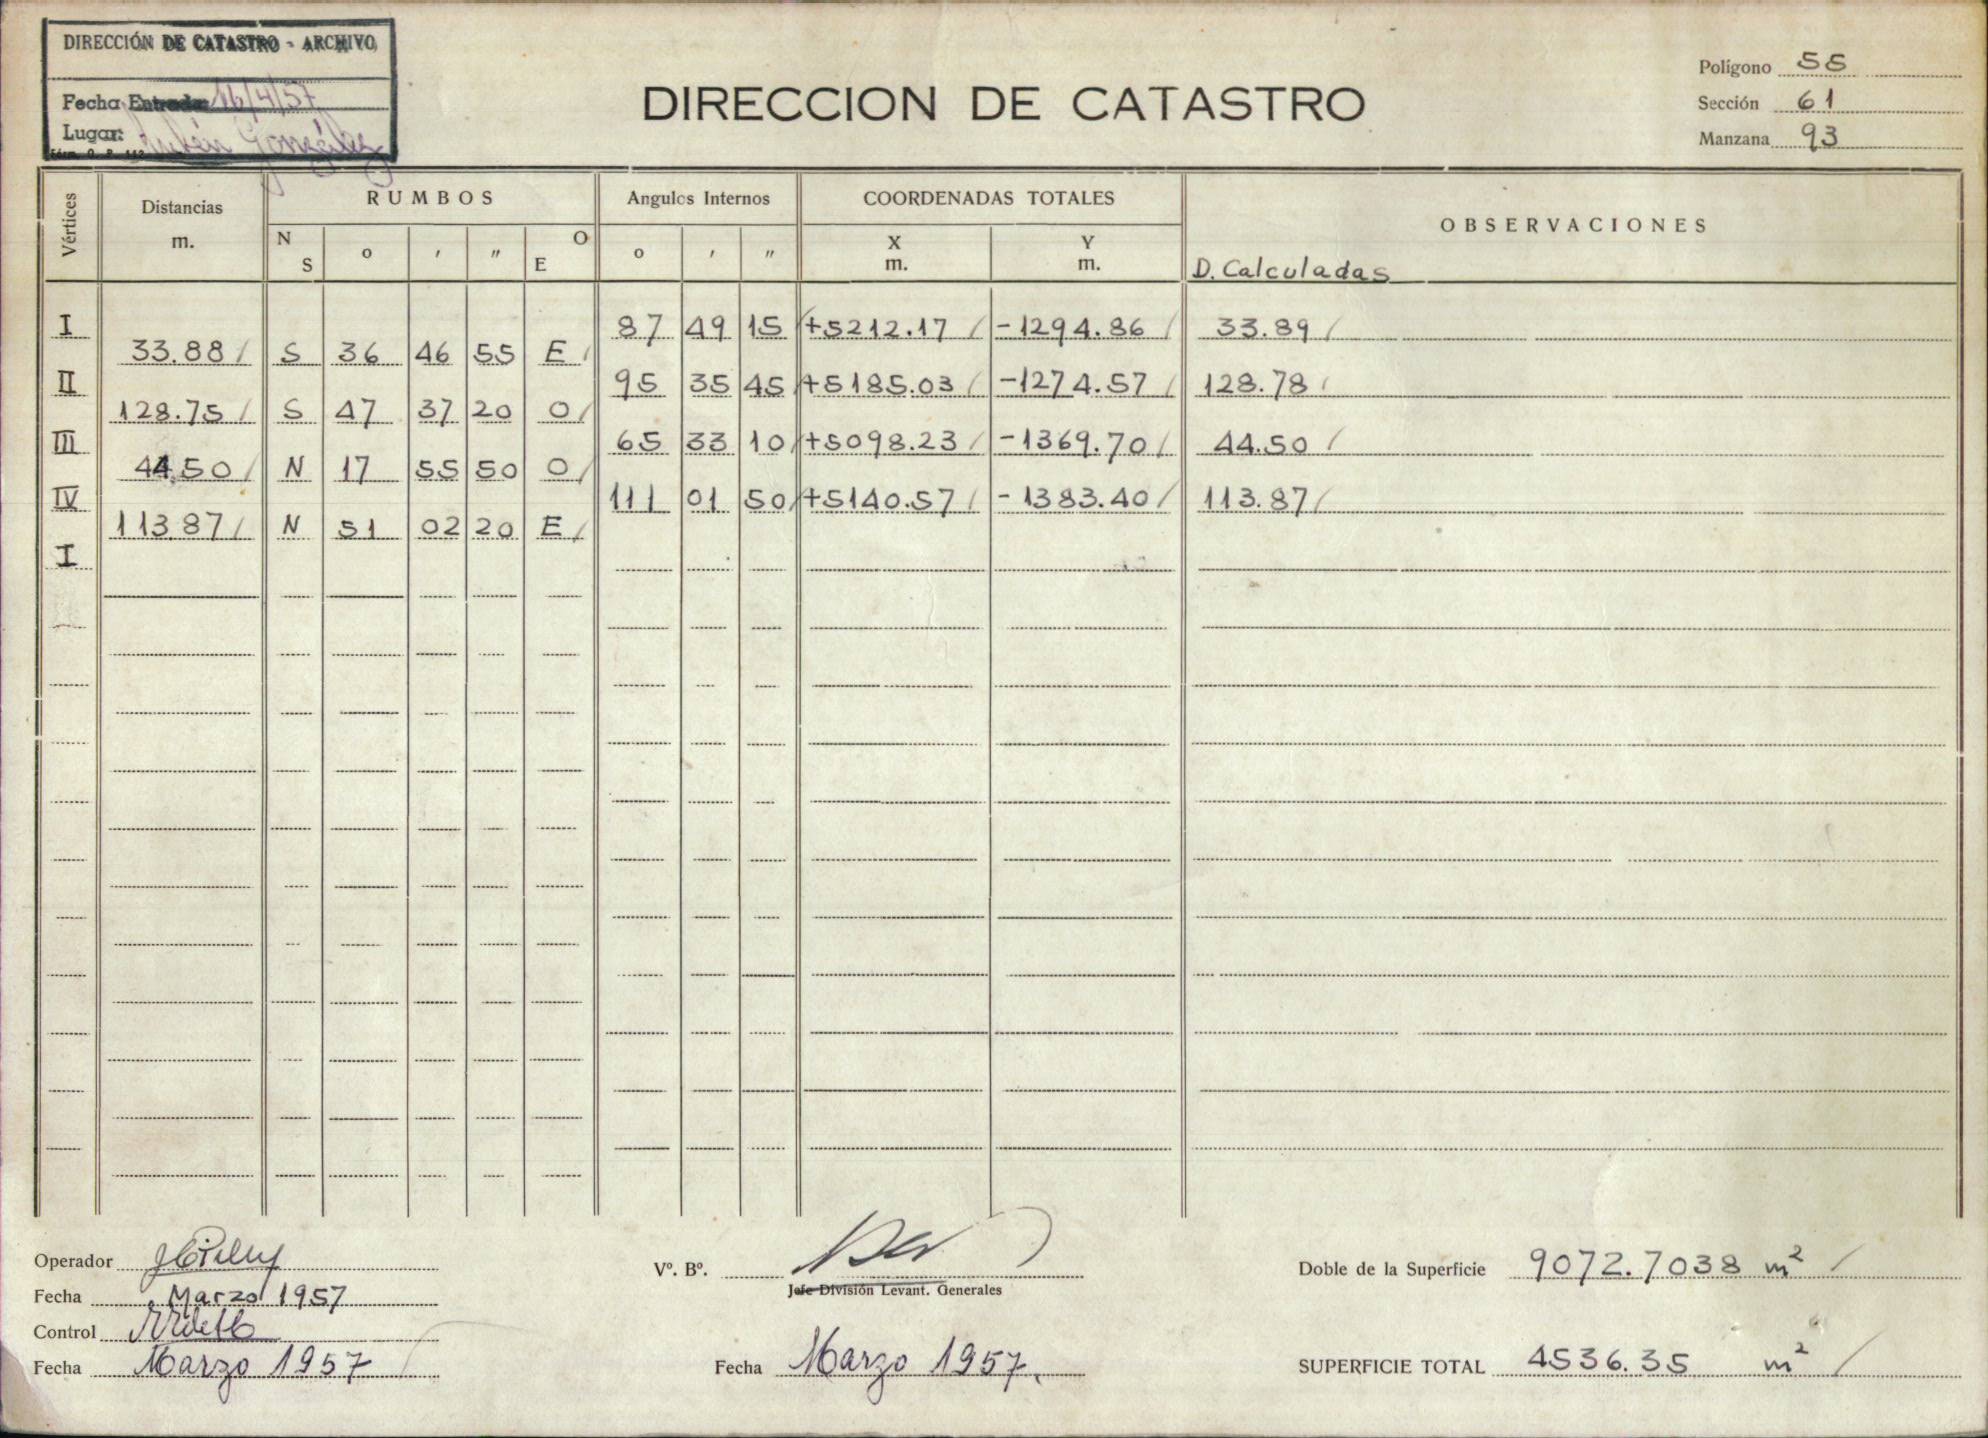 DIRECCIÓN DE CATASTRO - ARCHIVO
Fecha Entrada: 16/4/57
Lugar: Rubén González
Fórm. O. P. 112
DIRECCION DE CATASTRO
Polígono 55
Sección 61
Manzana 93
Vértices Distancias m. RUMBOS Angulos Internos COORDENADAS TOTALES OBSERVACIONES
N S o ' " O E o ' " X m. Y m. D. Calculadas
I 87 49 15 +5212.17 -1294.86 33.89
33.88 S 36 46 55 E
II 95 35 45 +5185.03 -1274.57 128.78
128.75 S 47 37 20 O
III 65 33 10 +5098.23 -1369.70 44.50
44.50 N 17 55 50 O
IV 111 01 50 +5140.57 -1383.40 113.87
113.87 N 51 02 20 E
I
Operador
Fecha Marzo 1957
Control
Fecha Marzo 1957
Vº. Bº.
Jefe División Levant. Generales
Fecha Marzo 1957.
Doble de la Superficie 9072.7038 m²
SUPERFICIE TOTAL 4536.35 m²